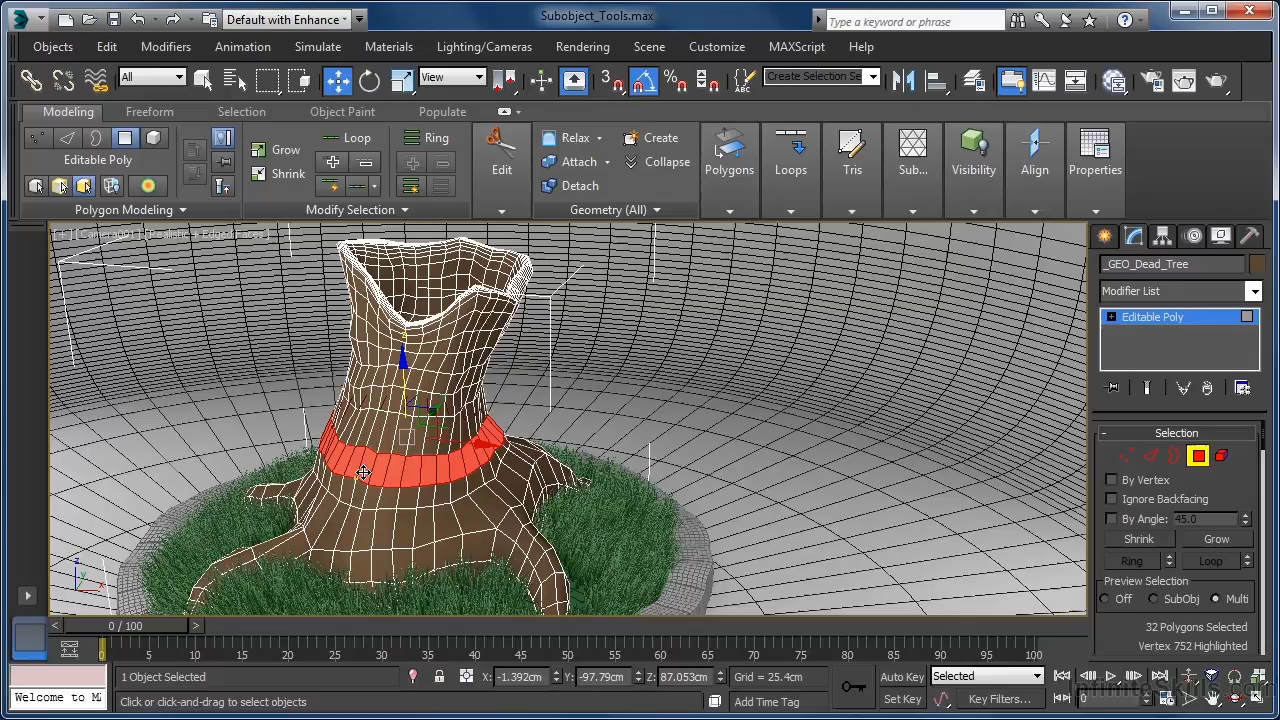 Default with Enhance
Subobject_Tools.max
Type a keyword or phrase
Objects Edit Modifiers Animation Simulate Materials Lighting/Cameras Rendering Scene Customize MAXScript Help
All View 3 % ABC Create Selection Se
Modeling Freeform Selection Object Paint Populate
Polygon Modeling
Editable Poly
Grow
Shrink
Loop
Ring
Modify Selection
Edit
Relax Create
Attach Collapse
Detach
Geometry (All)
Polygons Loops Tris Sub... Visibility Align Properties
_GEO_Dead_Tree
Modifier List
Editable Poly
- Selection
By Vertex
Ignore Backfacing
By Angle: 45.0
Shrink Grow
Ring Loop
Preview Selection
Off SubObj Multi
32 Polygons Selected
Vertex 752 Highlighted
z
y
x
< 0 / 100 >
0 5 10 15 20 25 30 35 40 45 50 55 60 65 70 75 80 85 90 95 100
1 Object Selected X: -1.392cm Y: -97.79cm Z: 87.053cm Grid = 25.4cm Auto Key Selected
Welcome to M Click or click-and-drag to select objects Add Time Tag Set Key Key Filters... 0
InfiniteSkills.com